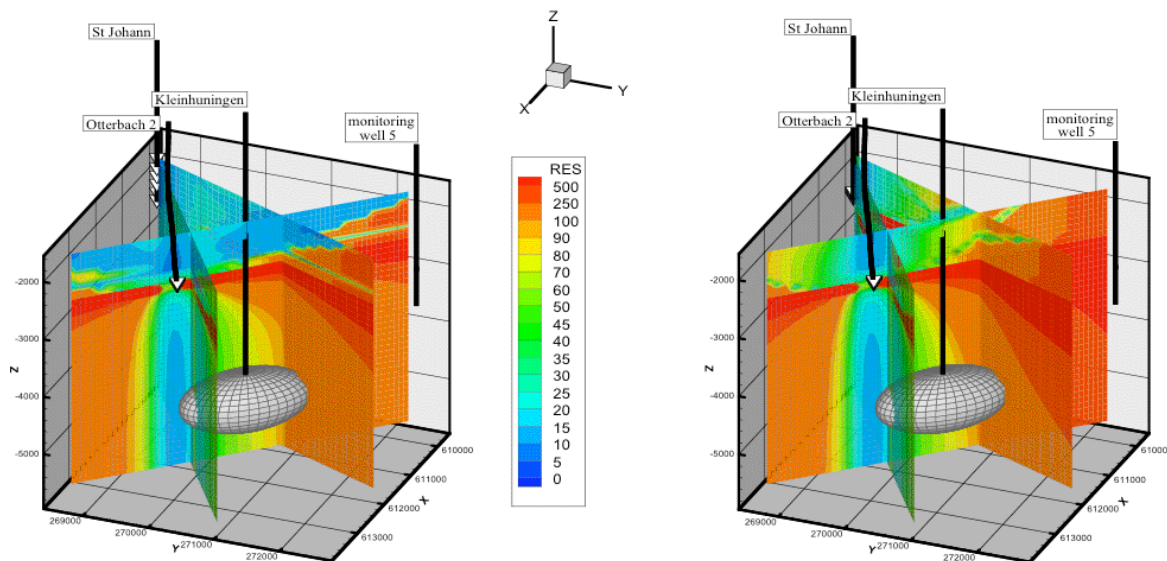 St Johann
Kleinhuningen
Otterbach 2
monitoring
well 5
-2000
-3000
-4000
-5000
Z
269000
270000
271000
272000
Y
610000
611000
612000
613000
X
Z
X
Y
RES
500
250
100
90
80
70
60
50
45
40
35
30
25
20
15
10
5
0
St Johann
Kleinhuningen
Otterbach 2
monitoring
well 5
-2000
-3000
-4000
-5000
Z
269000
270000
271000
272000
Y
610000
611000
612000
613000
X